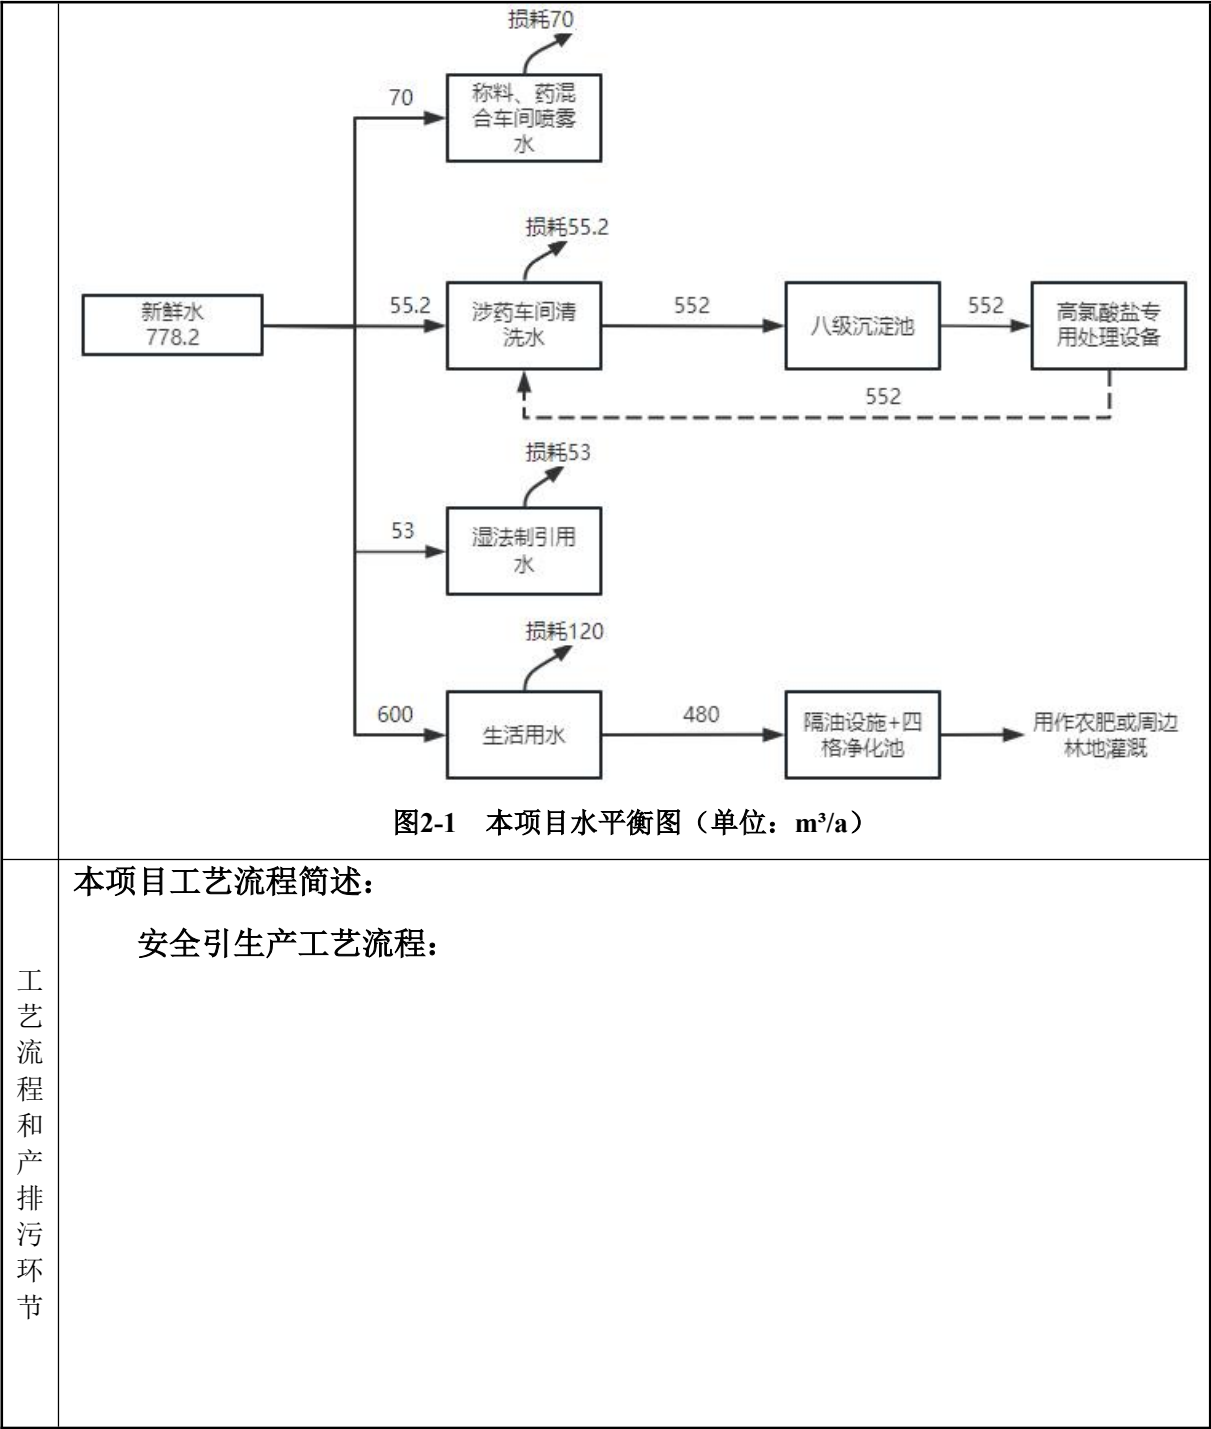 损耗70
70
称料、药混
合车间喷雾
水
损耗55.2
新鲜水
778.2
55.2
涉药车间清
洗水
552
八级沉淀池
552
高氯酸盐专
用处理设备
552
损耗53
53
湿法制引用
水
损耗120
600
生活用水
480
隔油设施+四
格净化池
用作农肥或周边
林地灌溉
图2-1 本项目水平衡图（单位：m³/a）
工艺流程和产排污环节
本项目工艺流程简述：
安全引生产工艺流程：